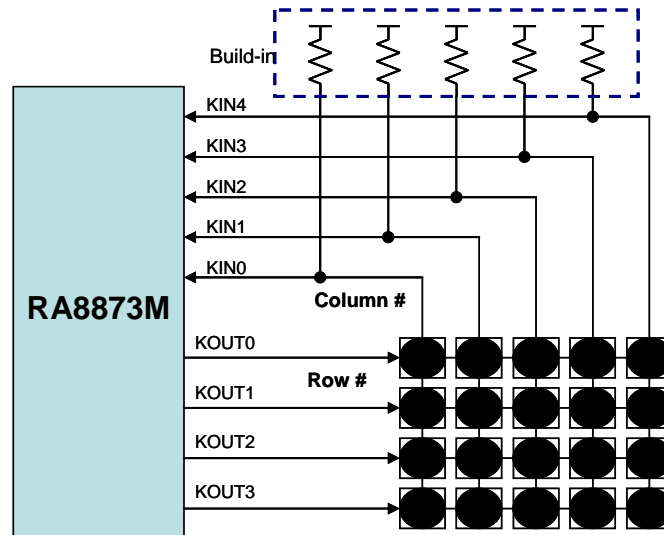 Build-in
KIN4
KIN3
KIN2
KIN1
KIN0
Column #
RA8873M
KOUT0
Row #
KOUT1
KOUT2
KOUT3